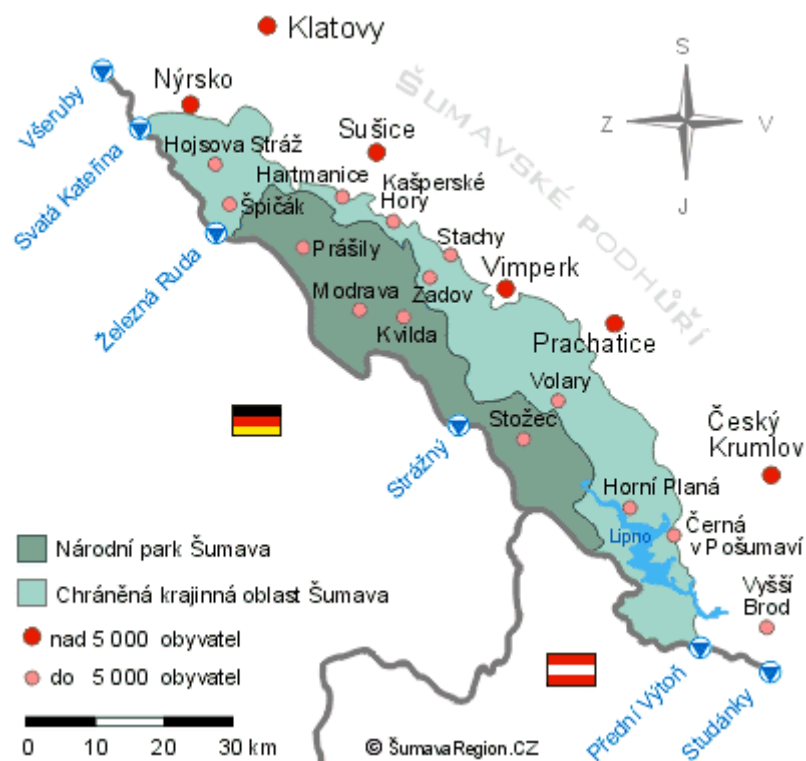 Klatovy
S
Z
V
J
ŠUMAVSKÉ PODHŮŘÍ
Nýrsko
Všeruby
Sušice
Svatá Kateřina
Hojsova Stráž
Hartmanice
Kašperské
Hory
Špičák
Stachy
Železná Ruda
Prášily
Vimperk
Zadov
Modrava
Kvilda
Prachatice
Volary
Stožec
Strážný
Český
Krumlov
Horní Planá
Lipno
Černá
v Pošumaví
Národní park Šumava
Chráněná krajinná oblast Šumava
Vyšší
Brod
nad 5 000 obyvatel
do 5 000 obyvatel
Přední Výtoň
Studánky
0 10 20 30 km
© ŠumavaRegion.CZ